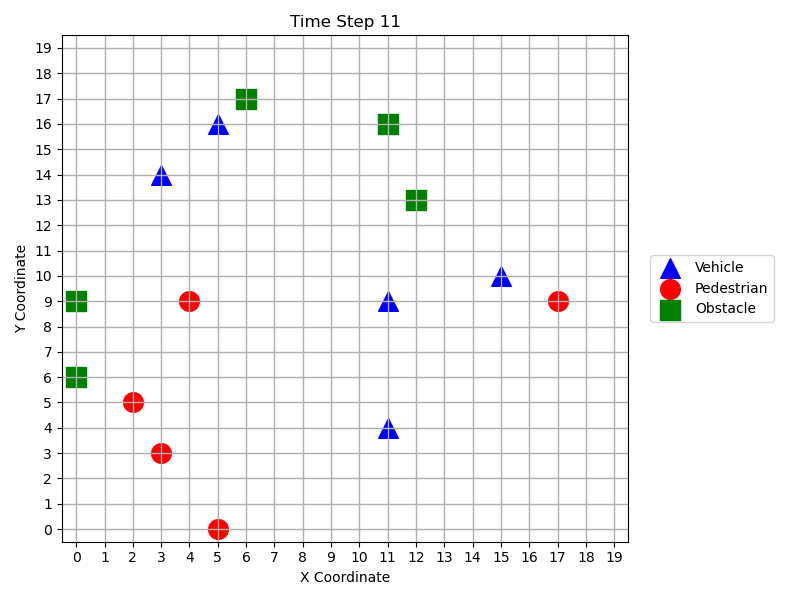 Time Step 11
19
18
17
16
15
14
13
12
11
10
9
8
7
6
5
4
3
2
1
0
Y Coordinate
0 1 2 3 4 5 6 7 8 9 10 11 12 13 14 15 16 17 18 19
X Coordinate
Vehicle
Pedestrian
Obstacle